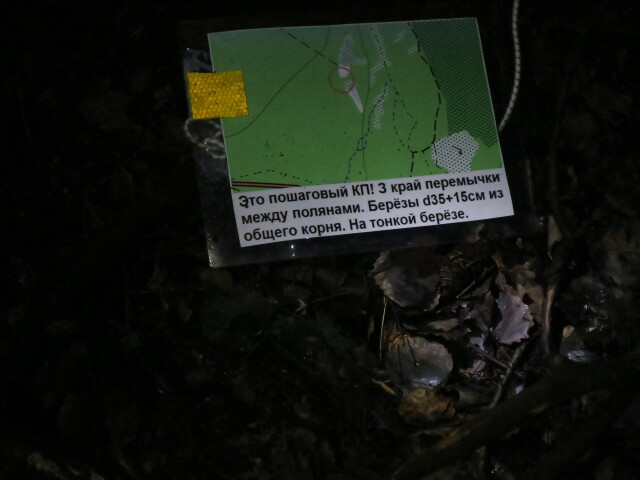 Это пошаговый КП! З край перемычки
между полянами. Берёзы d35+15см из
общего корня. На тонкой берёзе.